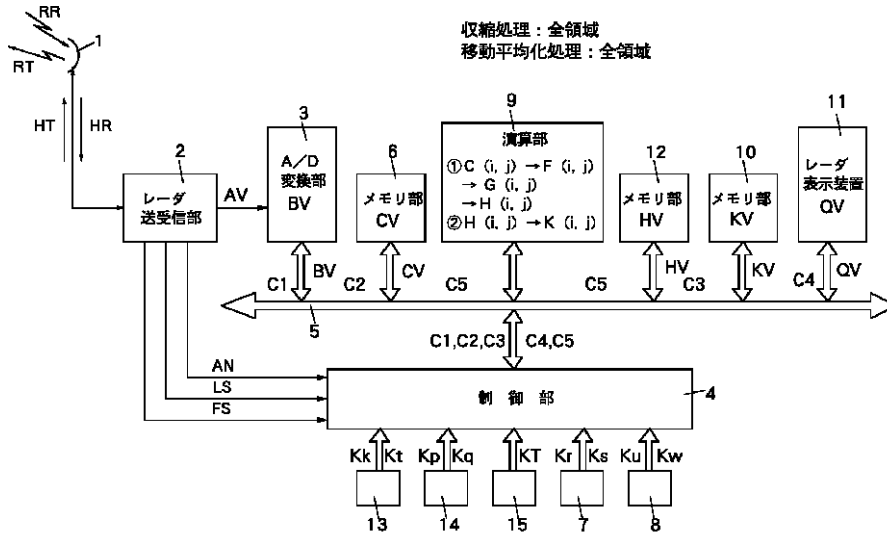 RR
1
RT
収縮処理：全領域
移動平均化処理：全領域
HT
HR
2
レーダ
送受信部
AV
3
A／D
変換部
BV
6
メモリ部
CV
9
演算部
①C (i, j) →F (i, j)
→ G (i, j)
→H (i, j)
②H (i, j) →K (i, j)
12
メモリ部
HV
10
メモリ部
KV
11
レーダ
表示装置
QV
C1
BV
C2
CV
C5
C5
HV
C3
KV
C4
QV
5
C1,C2,C3
C4,C5
AN
LS
FS
制 御 部
4
Kk
Kt
Kp
Kq
KT
Kr
Ks
Ku
Kw
13
14
15
7
8